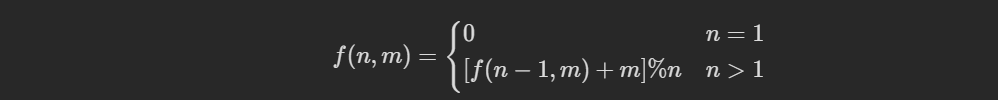 f(n, m) = { 0 n = 1
[f(n − 1, m) + m]%n n > 1